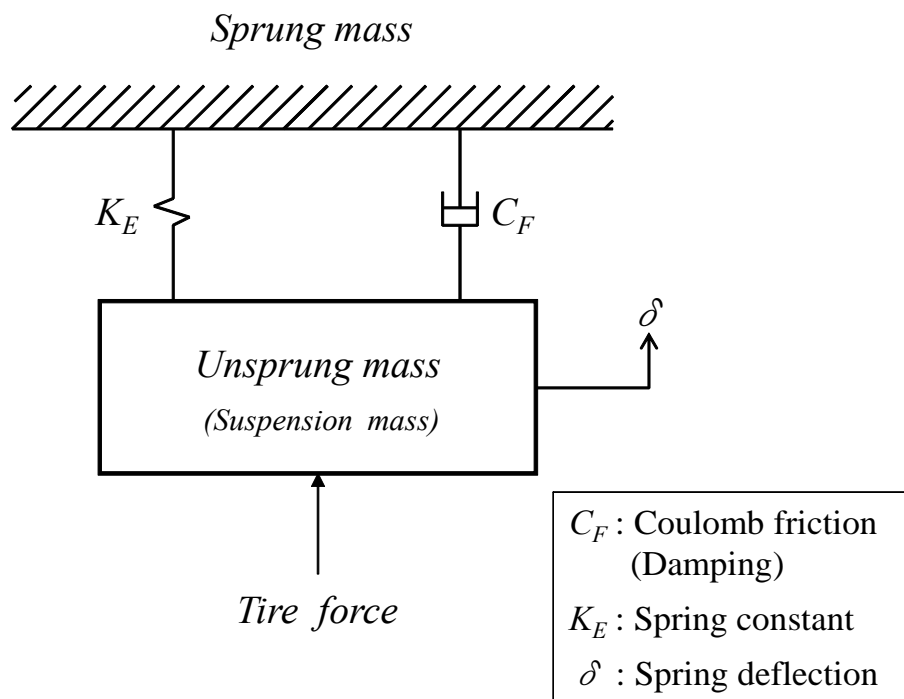 Sprung mass
K_E
C_F
δ
Unsprung mass
(Suspension mass)
Tire force
C_F : Coulomb friction
(Damping)
K_E : Spring constant
δ : Spring deflection